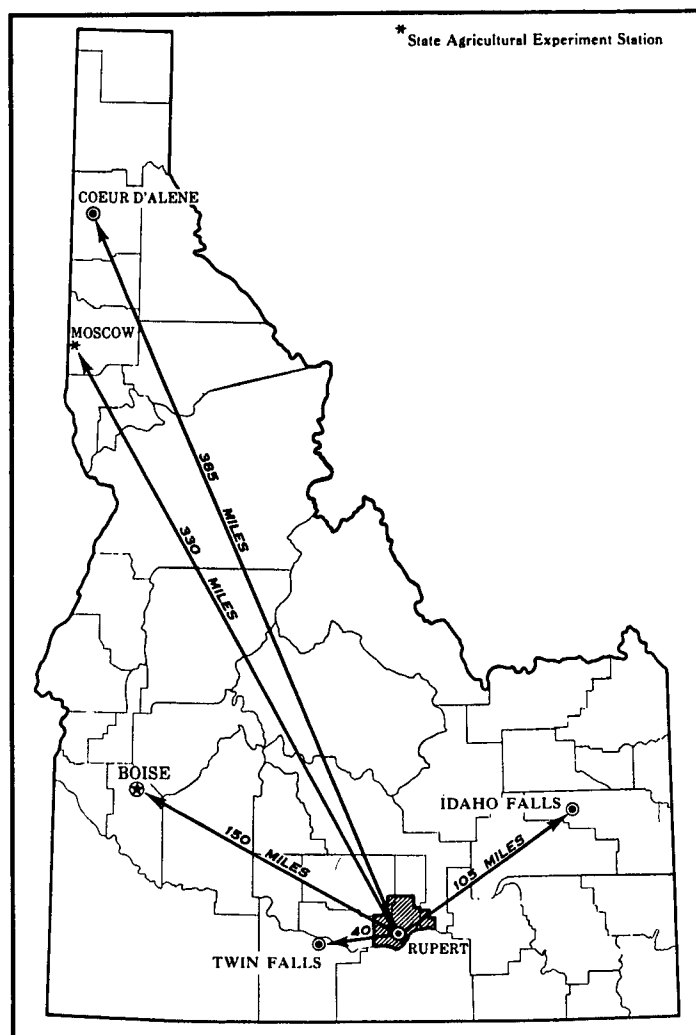 * State Agricultural Experiment Station
COEUR D'ALENE
MOSCOW
*
385 MILES
330 MILES
BOISE
IDAHO FALLS
150 MILES
105 MILES
40
RUPERT
TWIN FALLS